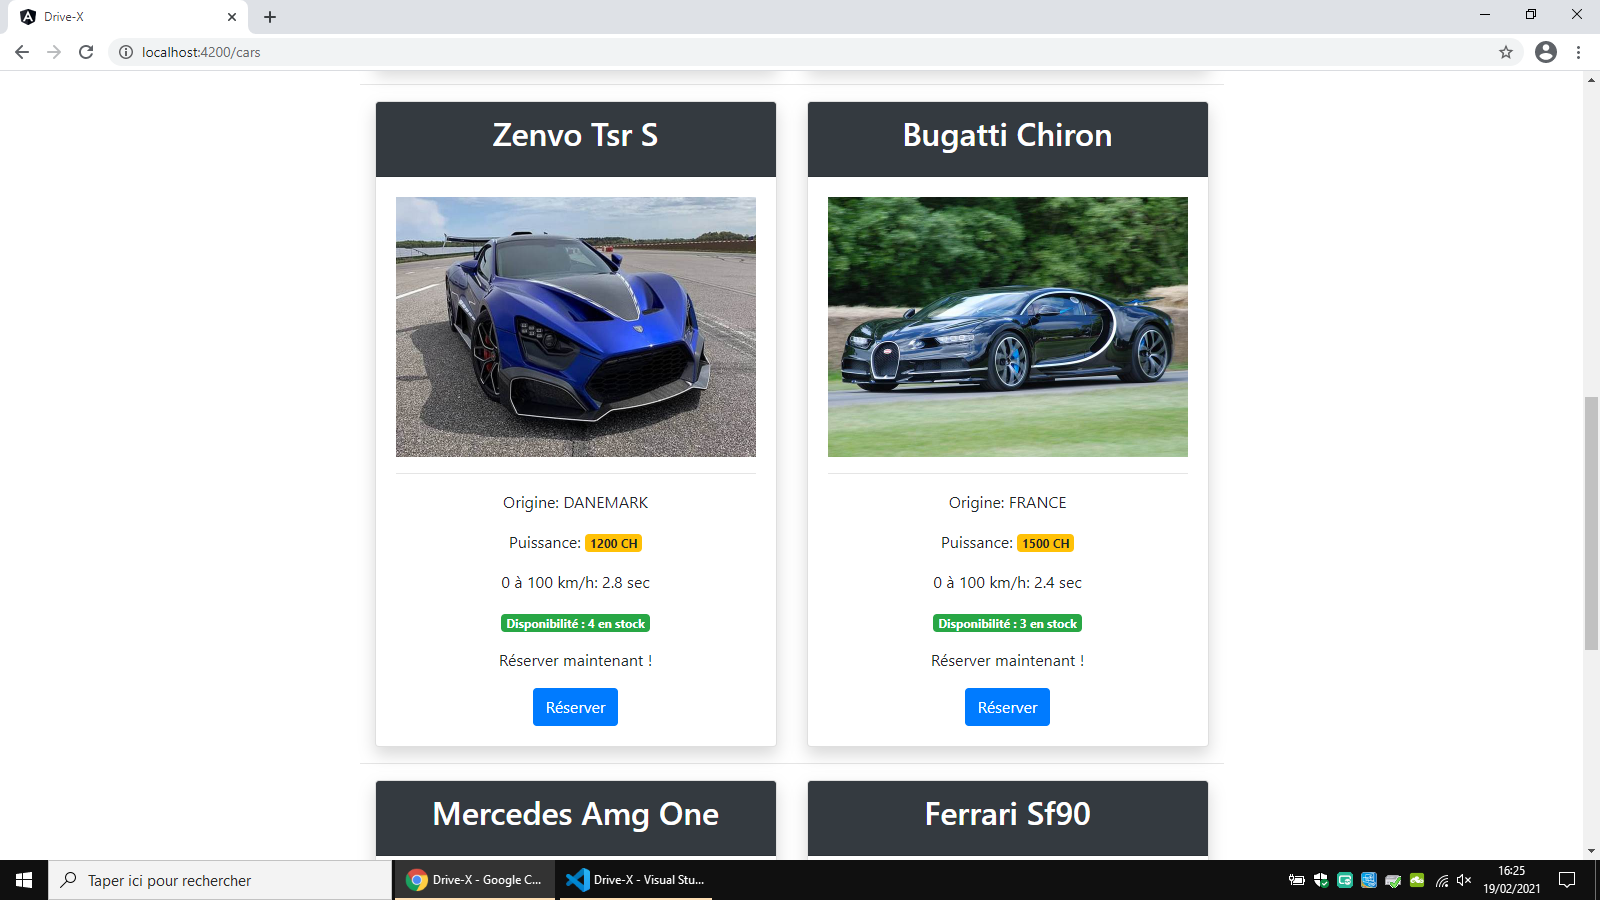 Drive-X
localhost:4200/cars
Zenvo Tsr S
Bugatti Chiron
Origine: DANEMARK
Puissance: 1200 CH
0 à 100 km/h: 2.8 sec
Disponibilité : 4 en stock
Réserver maintenant !
Réserver
Origine: FRANCE
Puissance: 1500 CH
0 à 100 km/h: 2.4 sec
Disponibilité : 3 en stock
Réserver maintenant !
Réserver
Mercedes Amg One
Ferrari Sf90
Taper ici pour rechercher
Drive-X - Google C...
Drive-X - Visual Stu...
16:25
19/02/2021